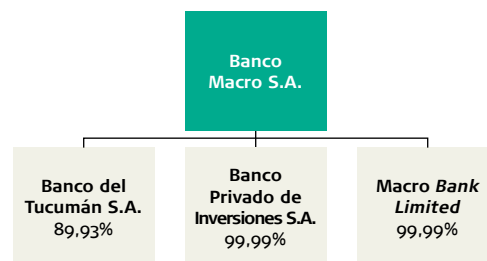 Banco
Macro S.A.
Banco del
Tucumán S.A.
89,93%
Banco
Privado de
Inversiones S.A.
99,99%
Macro Bank
Limited
99,99%